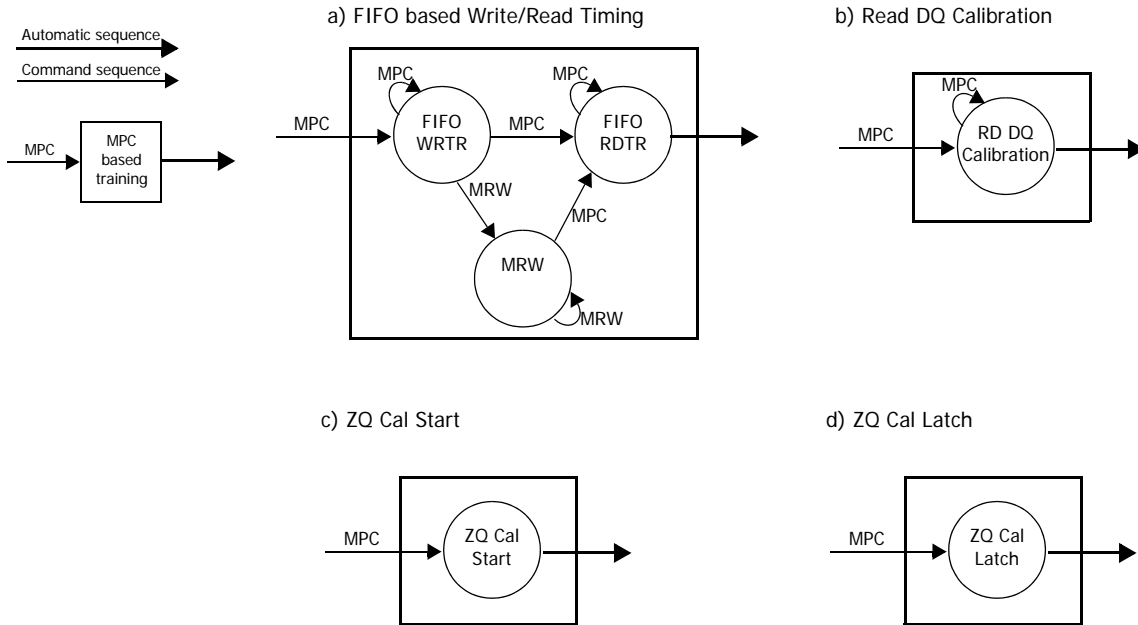 a) FIFO based Write/Read Timing
b) Read DQ Calibration
Automatic sequence
Command sequence
MPC
MPC
based
training
MPC
MPC
FIFO
WRTR
MPC
MPC
FIFO
RDTR
MRW
MPC
MRW
MRW
MPC
MPC
RD DQ
Calibration
c) ZQ Cal Start
d) ZQ Cal Latch
MPC
ZQ Cal
Start
MPC
ZQ Cal
Latch